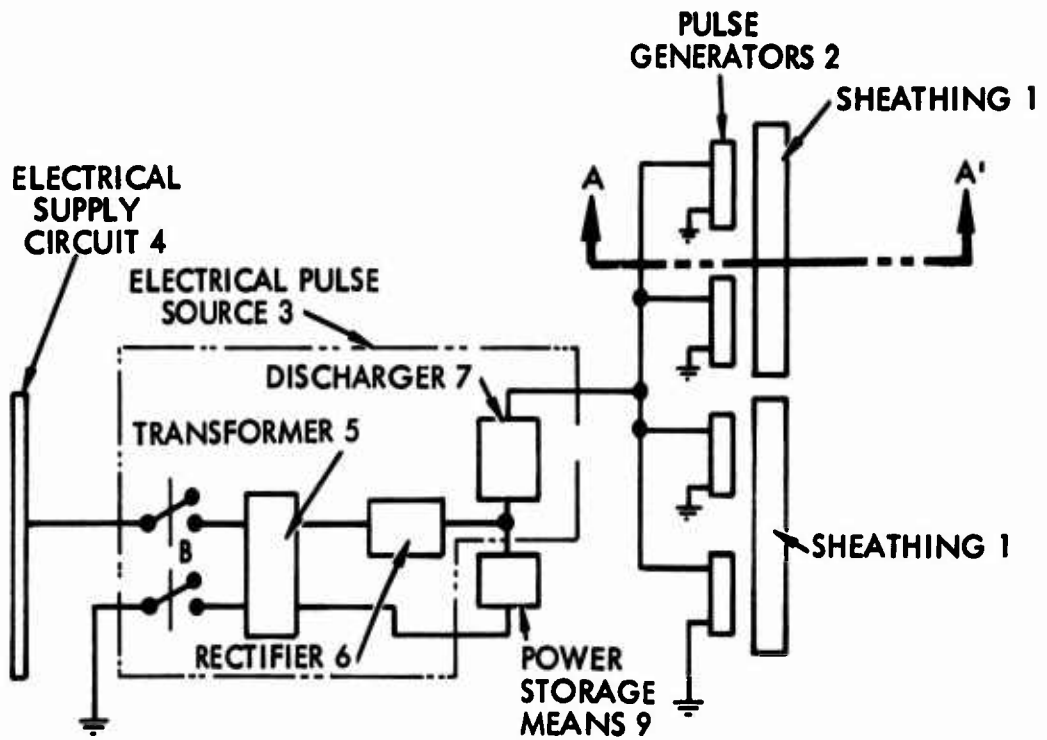 PULSE
GENERATORS 2
SHEATHING 1
A
A'
ELECTRICAL
SUPPLY
CIRCUIT 4
ELECTRICAL PULSE
SOURCE 3
DISCHARGER 7
TRANSFORMER 5
B
SHEATHING 1
RECTIFIER 6
POWER
STORAGE
MEANS 9